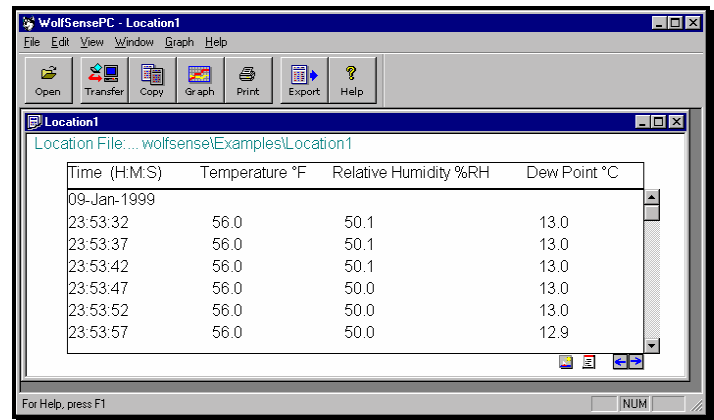 WolfSensePC - Location1
File Edit View Window Graph Help
Open Transfer Copy Graph Print Export Help
Location1
Location File:... wolfsense\Examples\Location1
Time (H:M:S) Temperature °F Relative Humidity %RH Dew Point °C
09-Jan-1999
23:53:32 56.0 50.1 13.0
23:53:37 56.0 50.1 13.0
23:53:42 56.0 50.1 13.0
23:53:47 56.0 50.0 13.0
23:53:52 56.0 50.0 13.0
23:53:57 56.0 50.0 12.9
For Help, press F1 NUM